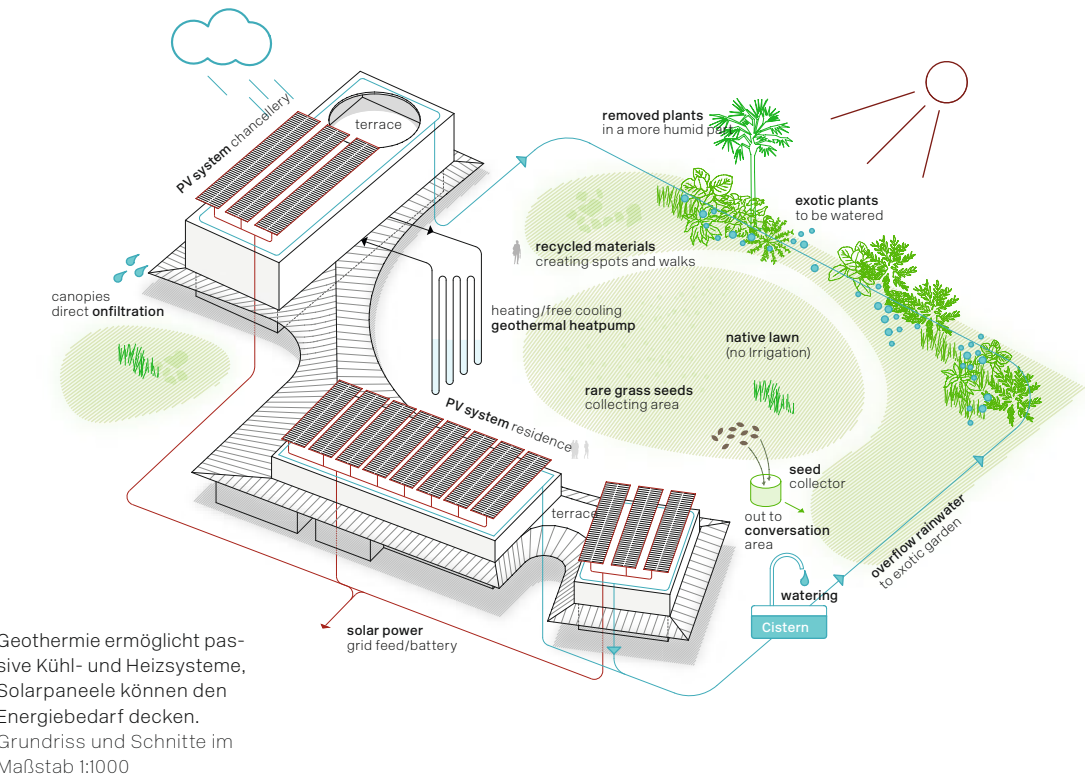 PV system chancellery
terrace
removed plants
in a more humid part
exotic plants
to be watered
recycled materials
creating spots and walks
canopies
direct onfiltration
heating/free cooling
geothermal heatpump
native lawn
(no Irrigation)
rare grass seeds
collecting area
PV system residence
seed
collector
terrace
out to
conversation
area
overflow rainwater
to exotic garden
watering
Cistern
solar power
grid feed/battery
Geothermie ermöglicht pas-
sive Kühl- und Heizsysteme,
Solarpaneele können den
Energiebedarf decken.
Grundriss und Schnitte im
Maßstab 1:1000